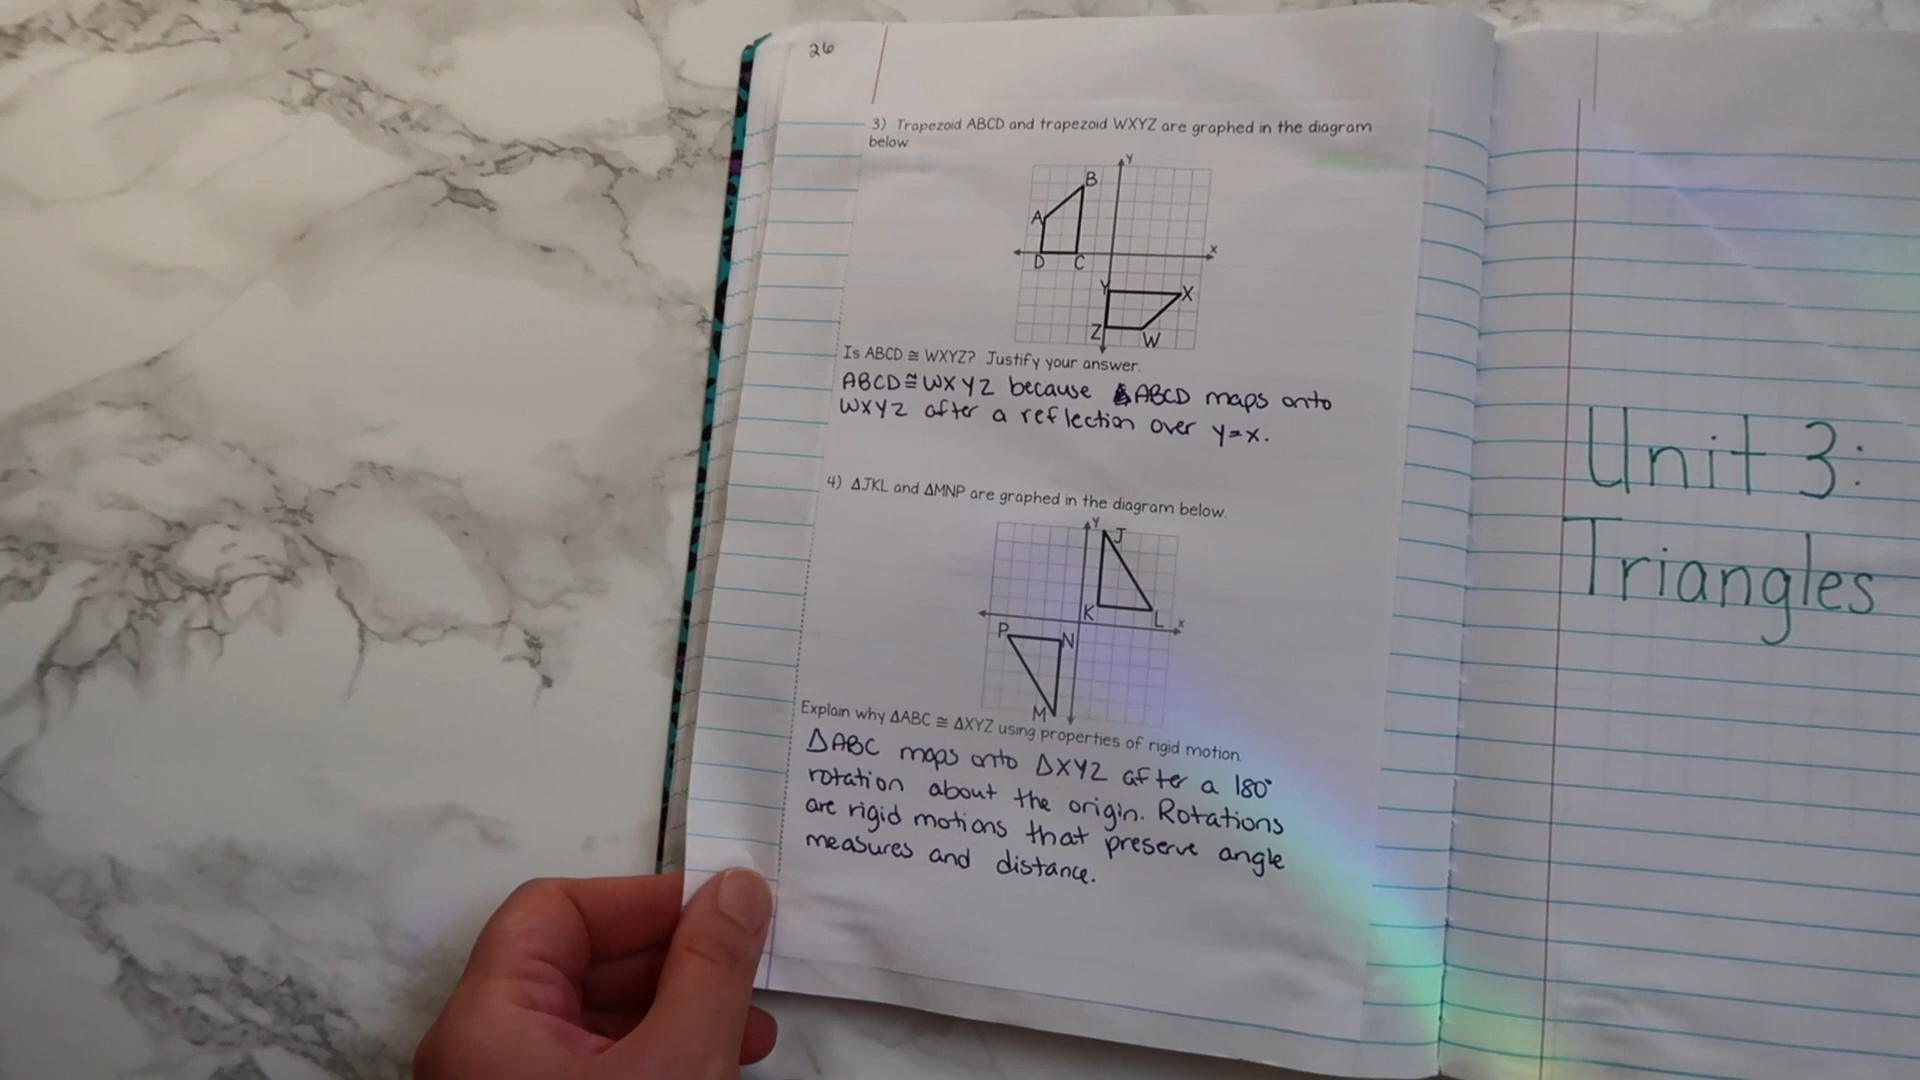 26
3) Trapezoid ABCD and trapezoid WXYZ are graphed in the diagram
below.
Y
B
A
X
D C
Y X
Z W
Is ABCD ≅ WXYZ? Justify your answer.
ABCD ≅ WXYZ because ABCD maps onto
WXYZ after a reflection over y=x.
4) ΔJKL and ΔMNP are graphed in the diagram below.
Y
J
K L X
P N
M
Explain why ΔABC ≅ ΔXYZ using properties of rigid motion.
ΔABC maps onto ΔXYZ after a 180°
rotation about the origin. Rotations
are rigid motions that preserve angle
measures and distance.
Unit 3:
Triangles